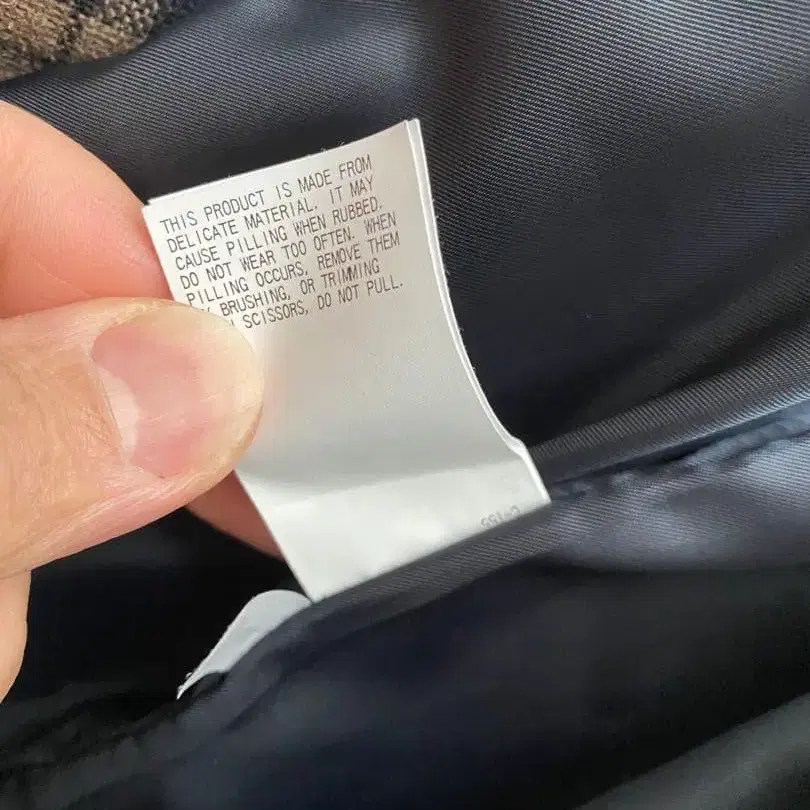 THIS PRODUCT IS MADE FROM
DELICATE MATERIAL. IT MAY
CAUSE PILLING WHEN RUBBED.
DO NOT WEAR TOO OFTEN. WHEN
PILLING OCCURS, REMOVE THEM
BRUSHING, OR TRIMMING
SCISSORS, DO NOT PULL.